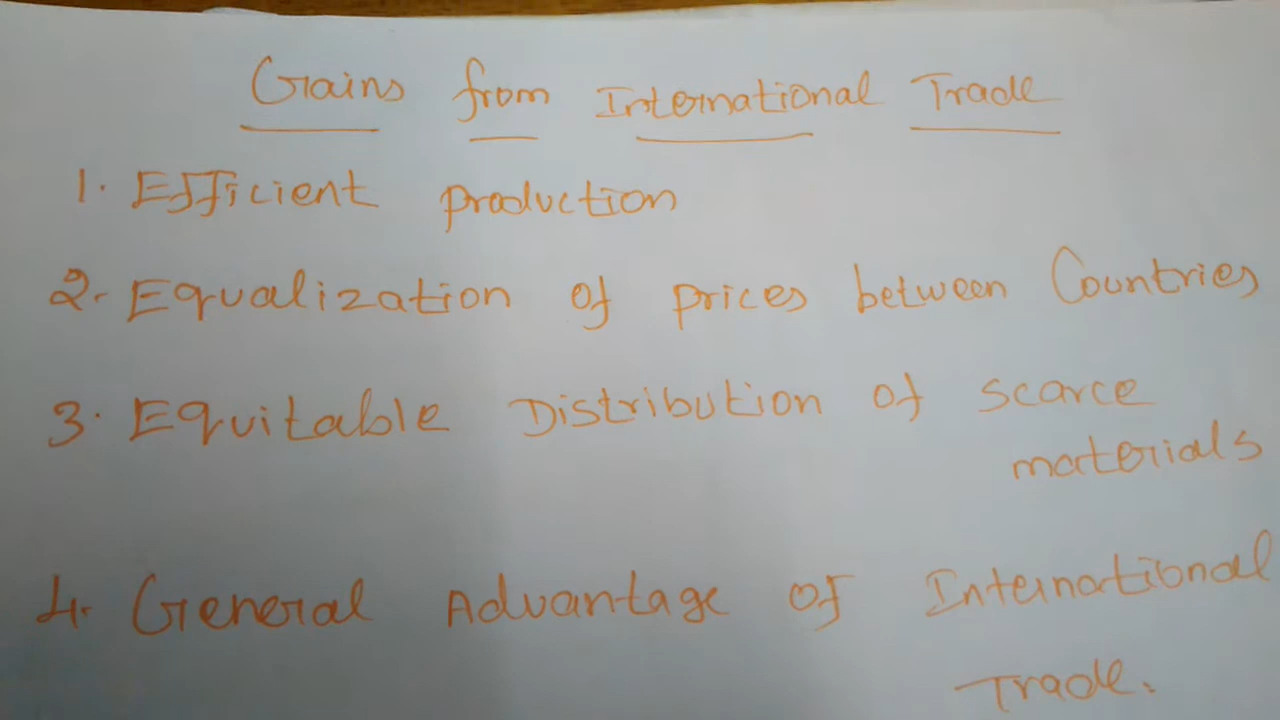 Gains from International Trade
1. Efficient production
2. Equalization of prices between Countries
3. Equitable Distribution of scarce
materials
4. General Advantage of International
Trade.